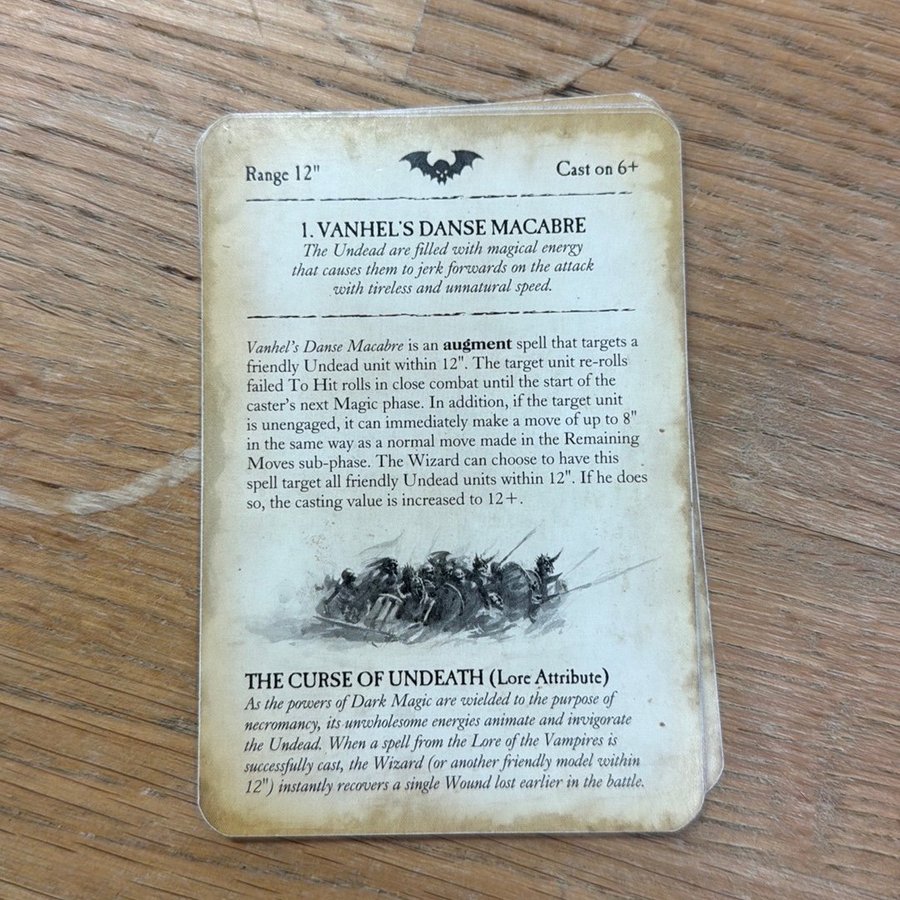 Range 12" Cast on 6+
1. VANHEL'S DANSE MACABRE
The Undead are filled with magical energy
that causes them to jerk forwards on the attack
with tireless and unnatural speed.
Vanhel's Danse Macabre is an augment spell that targets a
friendly Undead unit within 12". The target unit re-rolls
failed To Hit rolls in close combat until the start of the
caster's next Magic phase. In addition, if the target unit
is unengaged, it can immediately make a move of up to 8"
in the same way as a normal move made in the Remaining
Moves sub-phase. The Wizard can choose to have this
spell target all friendly Undead units within 12". If he does
so, the casting value is increased to 12+.
THE CURSE OF UNDEATH (Lore Attribute)
As the powers of Dark Magic are wielded to the purpose of
necromancy, its unwholesome energies animate and invigorate
the Undead. When a spell from the Lore of the Vampires is
successfully cast, the Wizard (or another friendly model within
12") instantly recovers a single Wound lost earlier in the battle.